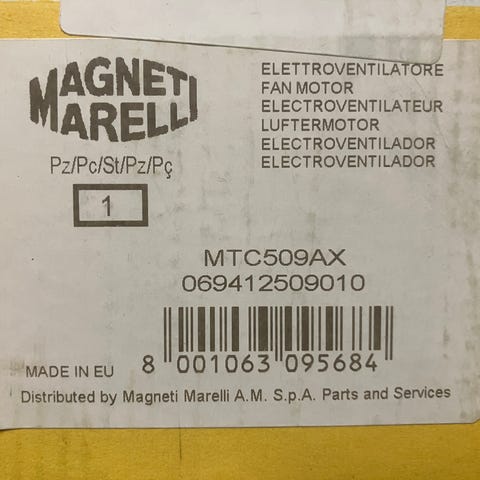 MAGNETI
MARELLI
Pz/Pc/St/Pz/Pç
1
ELETTROVENTILATORE
FAN MOTOR
ELECTROVENTILATEUR
LUFTERMOTOR
ELECTROVENTILADOR
ELECTROVENTILADOR
MTC509AX
069412509010
8 001063 095684
MADE IN EU
Distributed by Magneti Marelli A.M. S.p.A. Parts and Services